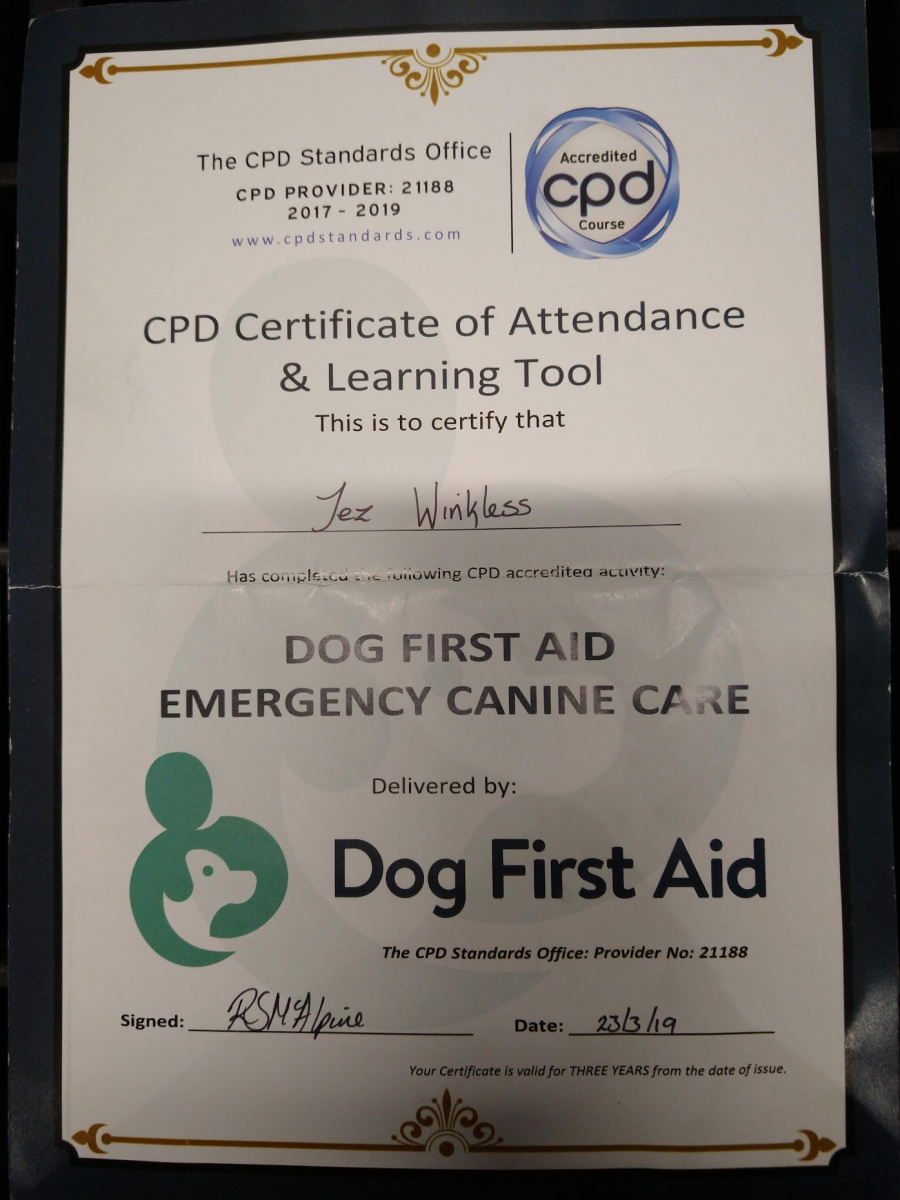 The CPD Standards Office
CPD PROVIDER: 21188
2017 - 2019
www.cpdstandards.com
Accredited
cpd
Course
CPD Certificate of Attendance
& Learning Tool
This is to certify that
Jez Winkless
Has completed the following CPD accredited activity:
DOG FIRST AID
EMERGENCY CANINE CARE
Delivered by:
Dog First Aid
The CPD Standards Office: Provider No: 21188
Signed: RSMcAlpine
Date: 23/3/19
Your Certificate is valid for THREE YEARS from the date of issue.